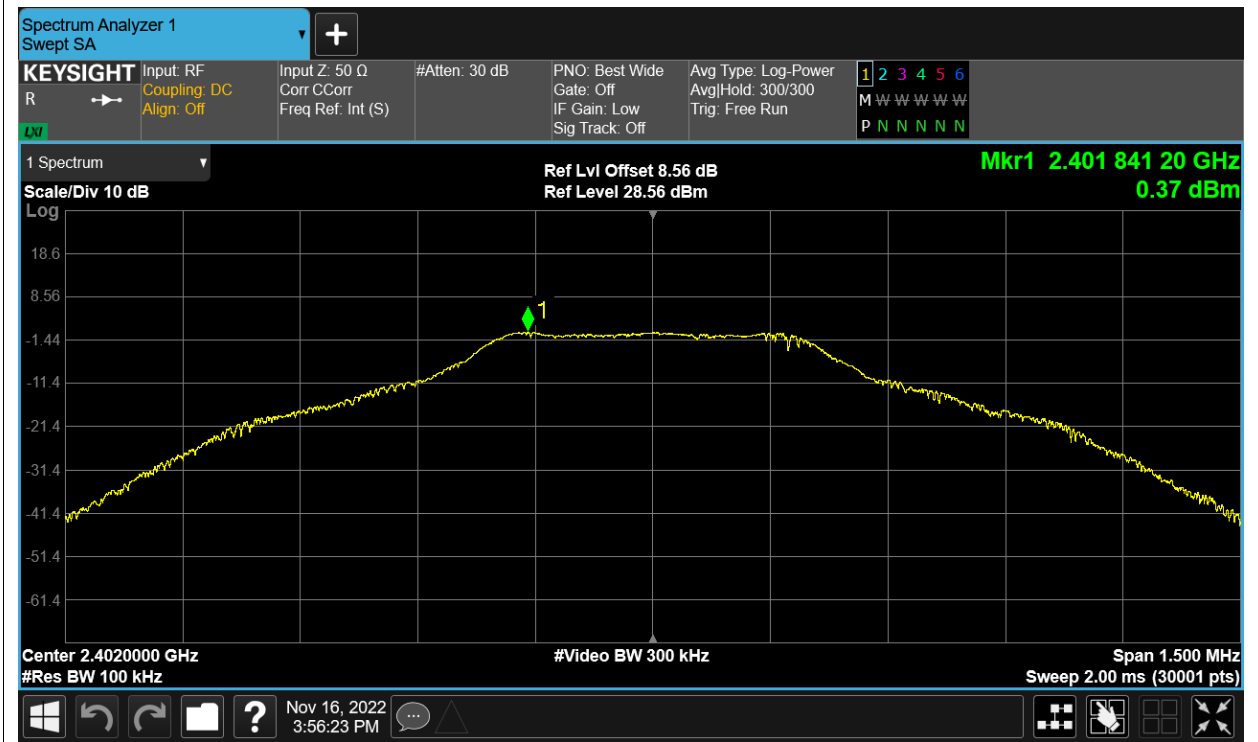 Spectrum Analyzer 1
Swept SA
KEYSIGHT
R
LXI
Input: RF
Coupling: DC
Align: Off
Input Z: 50 Ω
Corr CCorr
Freq Ref: Int (S)
#Atten: 30 dB
PNO: Best Wide
Gate: Off
IF Gain: Low
Sig Track: Off
Avg Type: Log-Power
Avg|Hold: 300/300
Trig: Free Run
1 2 3 4 5 6
M W W W W W
P N N N N N
1 Spectrum
Scale/Div 10 dB
Ref Lvl Offset 8.56 dB
Ref Level 28.56 dBm
Mkr1 2.401 841 20 GHz
0.37 dBm
Log
18.6
8.56
1
-1.44
-11.4
-21.4
-31.4
-41.4
-51.4
-61.4
Center 2.4020000 GHz
#Video BW 300 kHz
Span 1.500 MHz
#Res BW 100 kHz
Sweep 2.00 ms (30001 pts)
?
Nov 16, 2022
3:56:23 PM